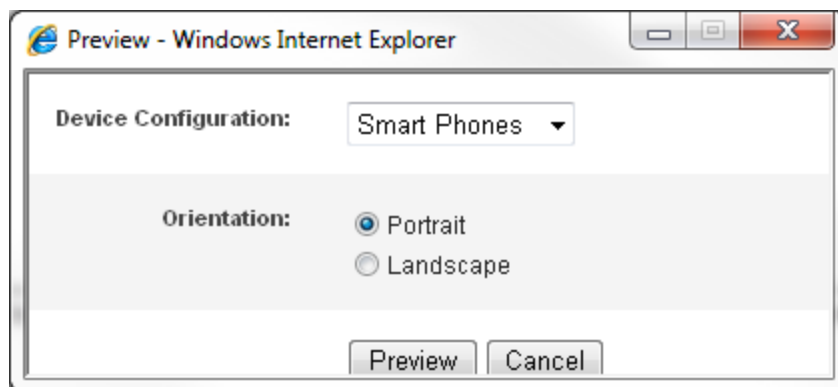 Preview - Windows Internet Explorer
Device Configuration: Smart Phones
Orientation: Portrait
Landscape
Preview Cancel